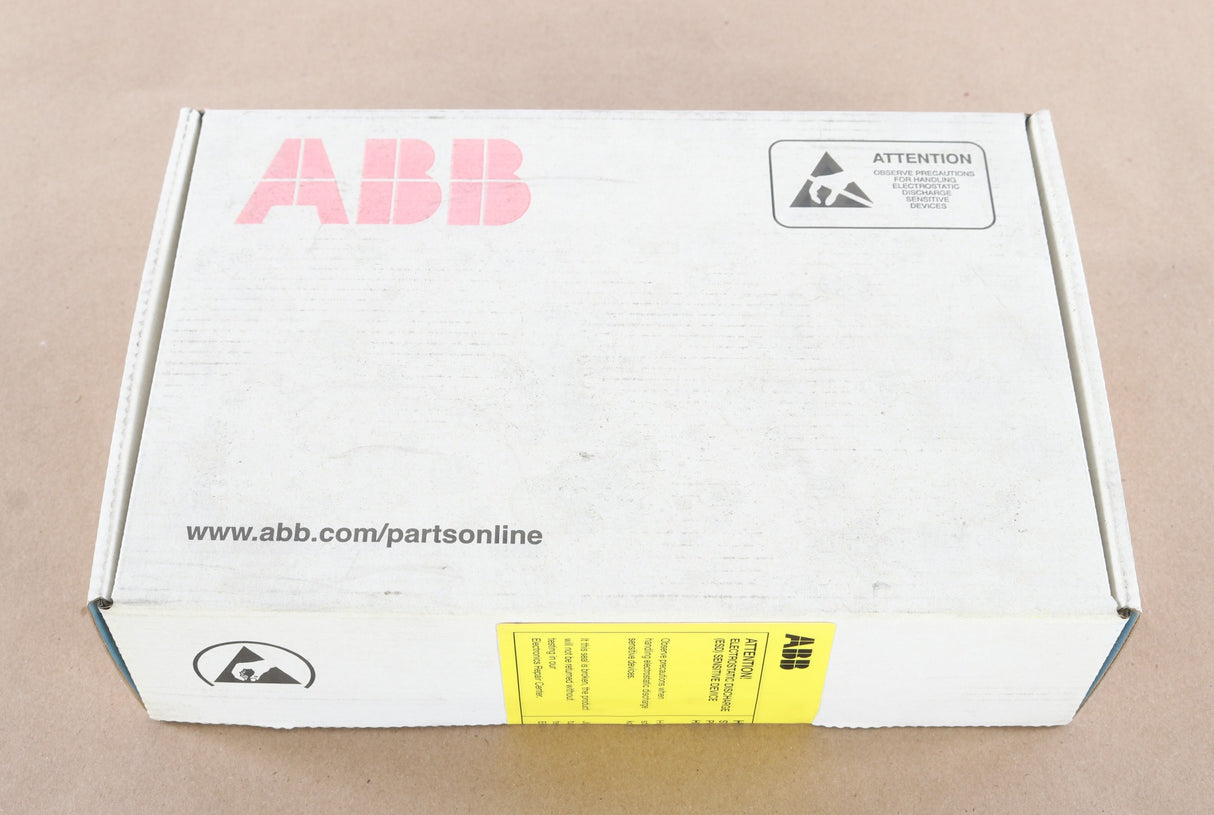 ABB
ATTENTION
OBSERVE PRECAUTIONS
FOR HANDLING
ELECTROSTATIC
DISCHARGE
SENSITIVE
DEVICES
www.abb.com/partsonline
ABB
ATTENTION!
ELECTROSTATIC DISCHARGE
(ESD) SENSITIVE DEVICE
Observe precautions when
handling electrostatic discharge
sensitive devices.
If this seal is broken, the product
will not be returned without
testing in our
Electronics Repair Center.